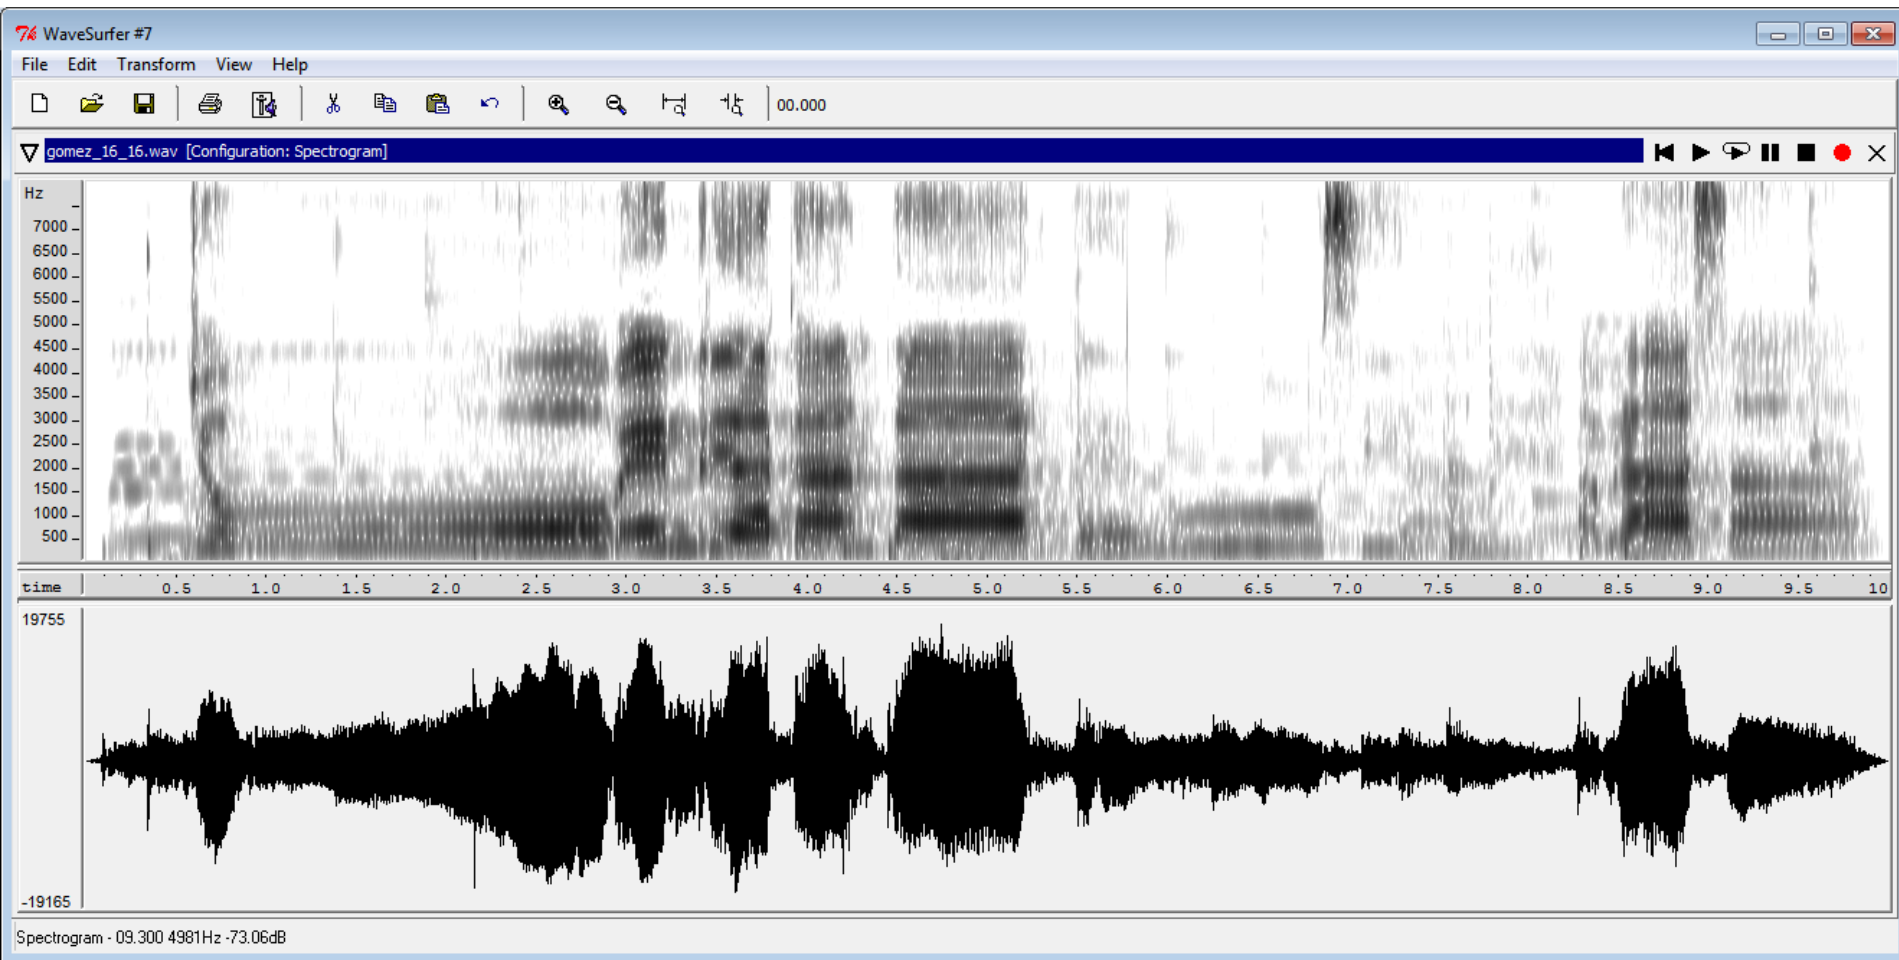 WaveSurfer #7
File Edit Transform View Help
00.000
gomez_16_16.wav [Configuration: Spectrogram]
Hz
7000
6500
6000
5500
5000
4500
4000
3500
3000
2500
2000
1500
1000
500
time 0.5 1.0 1.5 2.0 2.5 3.0 3.5 4.0 4.5 5.0 5.5 6.0 6.5 7.0 7.5 8.0 8.5 9.0 9.5 10
19755
-19165
Spectrogram - 09.300 4981Hz -73.06dB